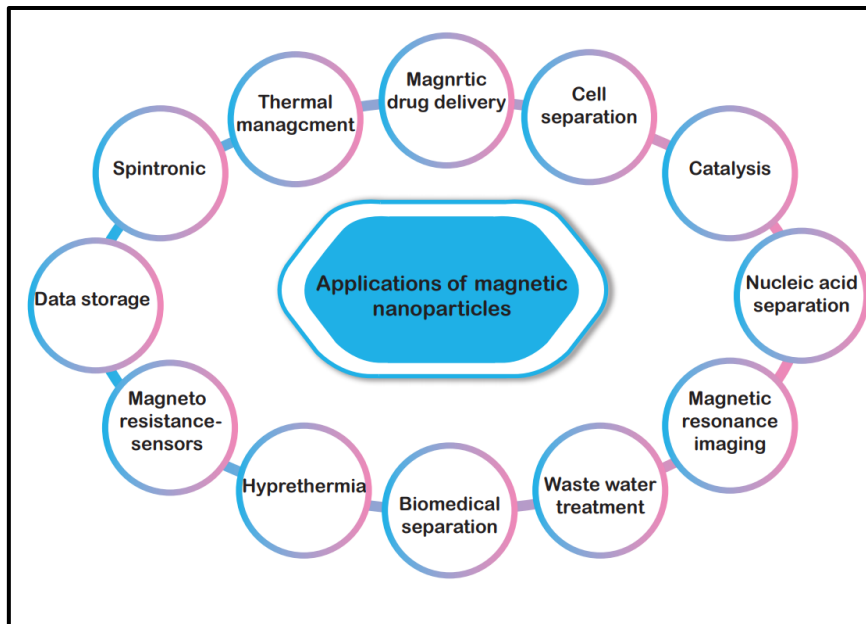 Magnrtic
drug delivery
Cell
separation
Catalysis
Nucleic acid
separation
Magnetic
resonance
imaging
Waste water
treatment
Biomedical
separation
Hyprethermia
Magneto
resistance-
sensors
Data storage
Spintronic
Thermal
managcment
Applications of magnetic
nanoparticles